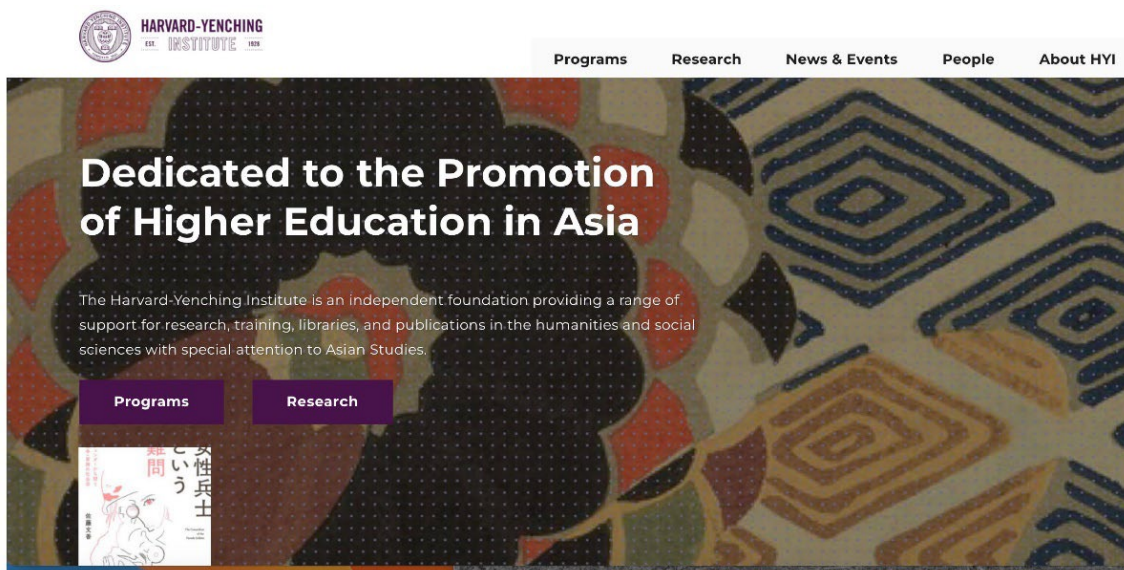 HARVARD-YENCHING
EST. INSTITUTE 1928
Programs
Research
News & Events
People
About HYI
Dedicated to the Promotion
of Higher Education in Asia
The Harvard-Yenching Institute is an independent foundation providing a range of
support for research, training, libraries, and publications in the humanities and social
sciences with special attention to Asian Studies.
Programs
Research
女性兵士
という
難問
佐藤文香